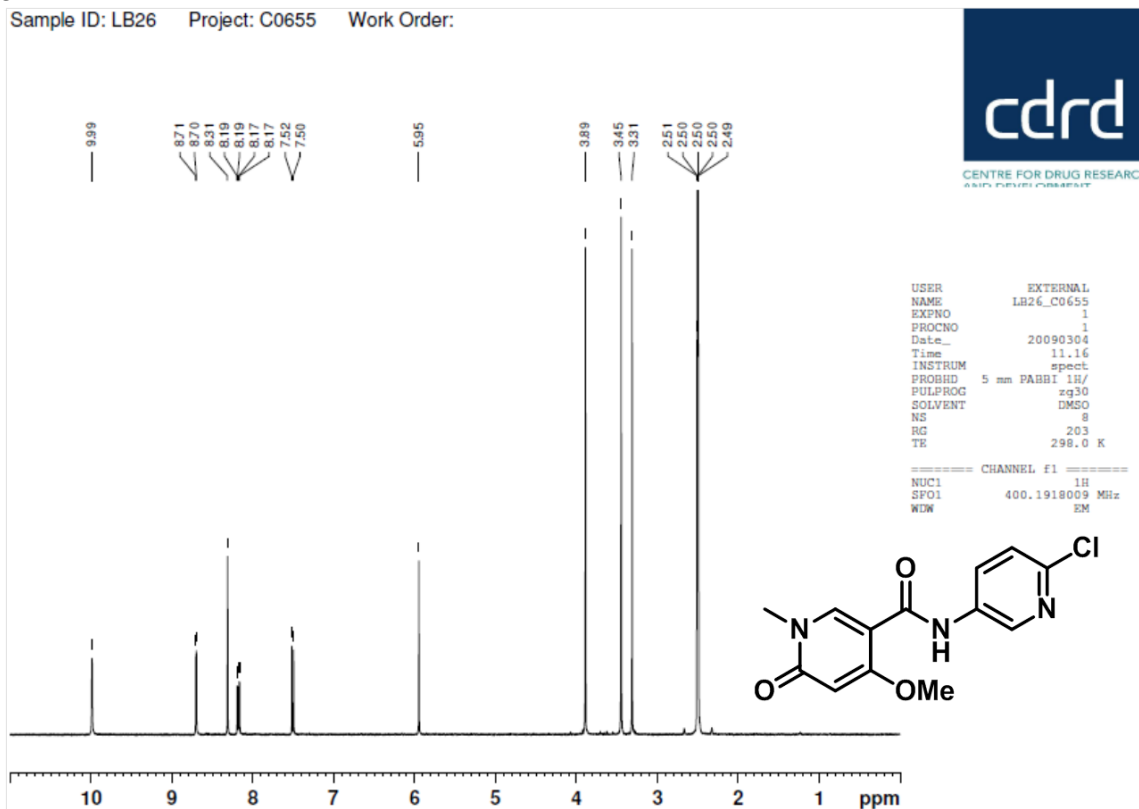 Sample ID: LB26 Project: C0655 Work Order:
cdrd
CENTRE FOR DRUG RESEARC
AND DEVELOPMENT
9.99
8.71
8.70
8.31
8.19
8.19
8.17
8.17
7.52
7.50
5.95
3.89
3.45
3.31
2.51
2.50
2.50
2.50
2.49
USER EXTERNAL
NAME LB26_C0655
EXPNO 1
PROCNO 1
Date_ 20090304
Time 11.16
INSTRUM spect
PROBHD 5 mm PABBI 1H/
PULPROG zg30
SOLVENT DMSO
NS 8
RG 203
TE 298.0 K
======== CHANNEL f1 ========
NUC1 1H
SFO1 400.1918009 MHz
WDW EM
Cl
O
N
N
H
N
O
OMe
10 9 8 7 6 5 4 3 2 1 ppm